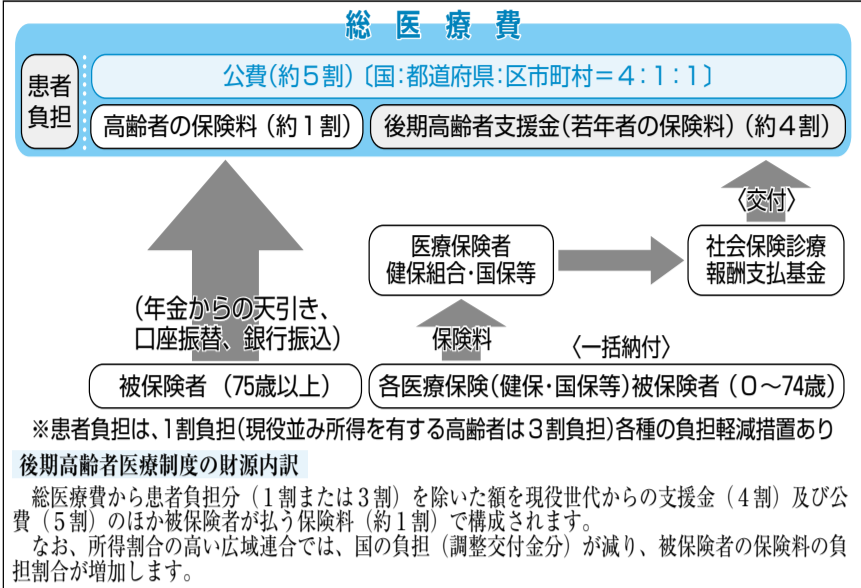 総医療費
患者
負担
公費(約5割)〔国:都道府県:区市町村=4:1:1〕
高齢者の保険料(約1割)
後期高齢者支援金(若年者の保険料)(約4割)
〈交付〉
医療保険者
健保組合・国保等
社会保険診療
報酬支払基金
(年金からの天引き、
口座振替、銀行振込)
保険料
〈一括納付〉
被保険者(75歳以上)
各医療保険(健保・国保等)被保険者(0~74歳)
※患者負担は、1割負担(現役並み所得を有する高齢者は3割負担)各種の負担軽減措置あり
後期高齢者医療制度の財源内訳
総医療費から患者負担分(1割または3割)を除いた額を現役世代からの支援金(4割)及び公
費(5割)のほか被保険者が払う保険料(約1割)で構成されます。
なお、所得割合の高い広域連合では、国の負担(調整交付金分)が減り、被保険者の保険料の負
担割合が増加します。